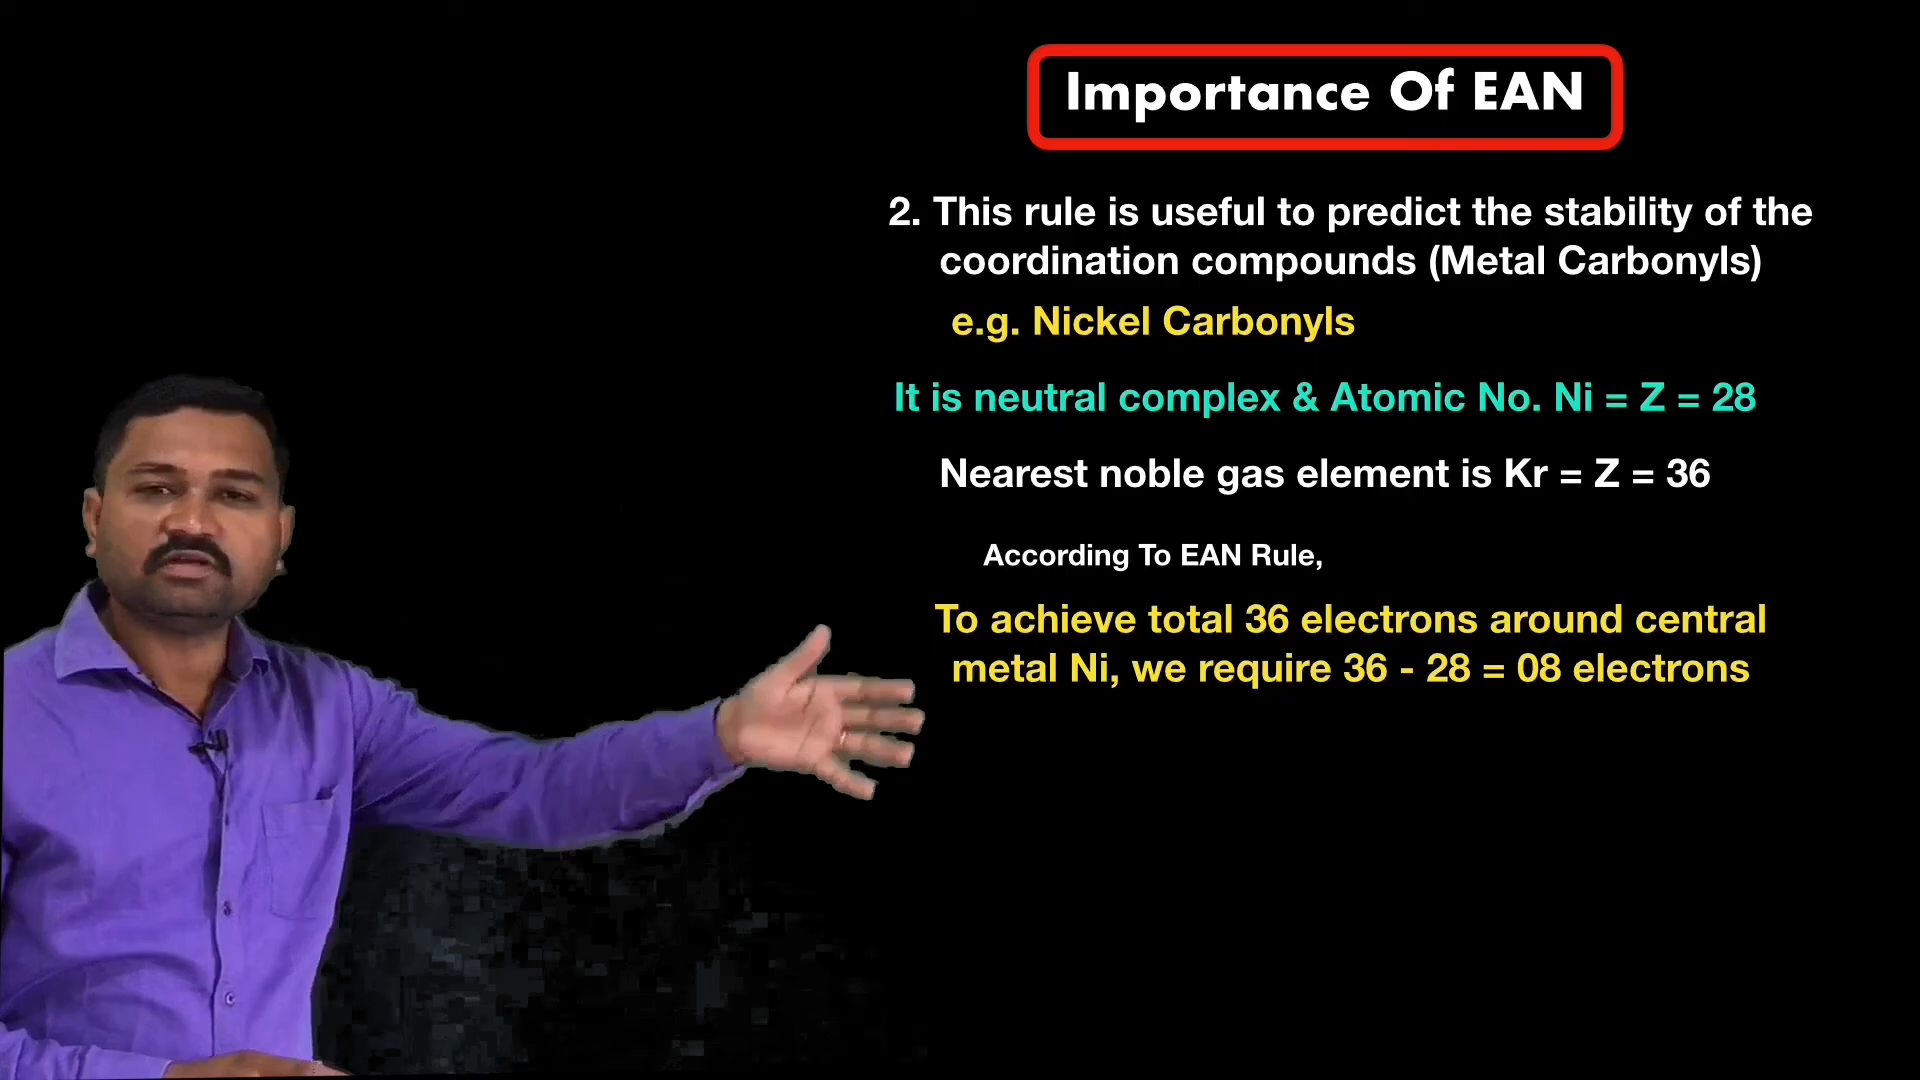 Importance Of EAN
2. This rule is useful to predict the stability of the
coordination compounds (Metal Carbonyls)
e.g. Nickel Carbonyls
It is neutral complex & Atomic No. Ni = Z = 28
Nearest noble gas element is Kr = Z = 36
According To EAN Rule,
To achieve total 36 electrons around central
metal Ni, we require 36 - 28 = 08 electrons